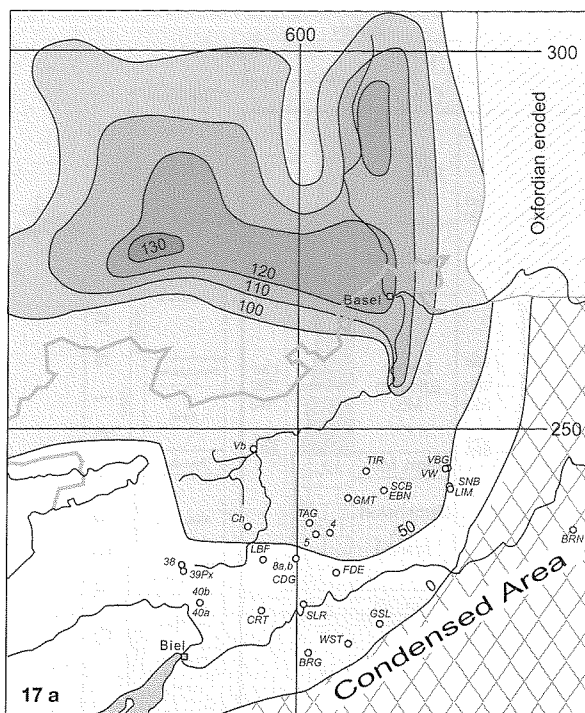 600
300
Oxfordian eroded
130
120
110
100
Basel
250
Vb
TIR
VBG
VW
SCB
EBN
SNB
LIM
GMT
TAG
4
5
50
Ch
BRN
LBF
38
39Px
8a,b
CDG
FDE
0
40b
40a
CRT
SLR
GSL
WST
BRG
Biel
Condensed Area
17 a